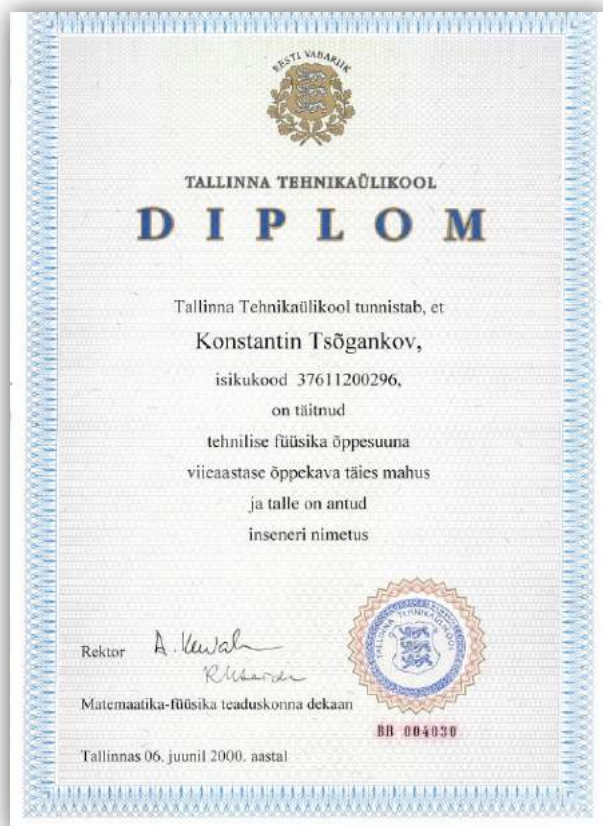 EESTI VABARIIK
TALLINNA TEHNIKAÜLIKOOL
DIPLOM
Tallinna Tehnikaülikool tunnistab, et
Konstantin Tsõgankov,
isikukood 37611200296,
on täitnud
tehnilise füüsika õppesuuna
viieaastase õppekava täies mahus
ja talle on antud
inseneri nimetus
TALLINNA TEHNIKAÜLIKOOL
Rektor
Matemaatika-füüsika teaduskonna dekaan
BB 004030
Tallinnas 06. juunil 2000. aastal